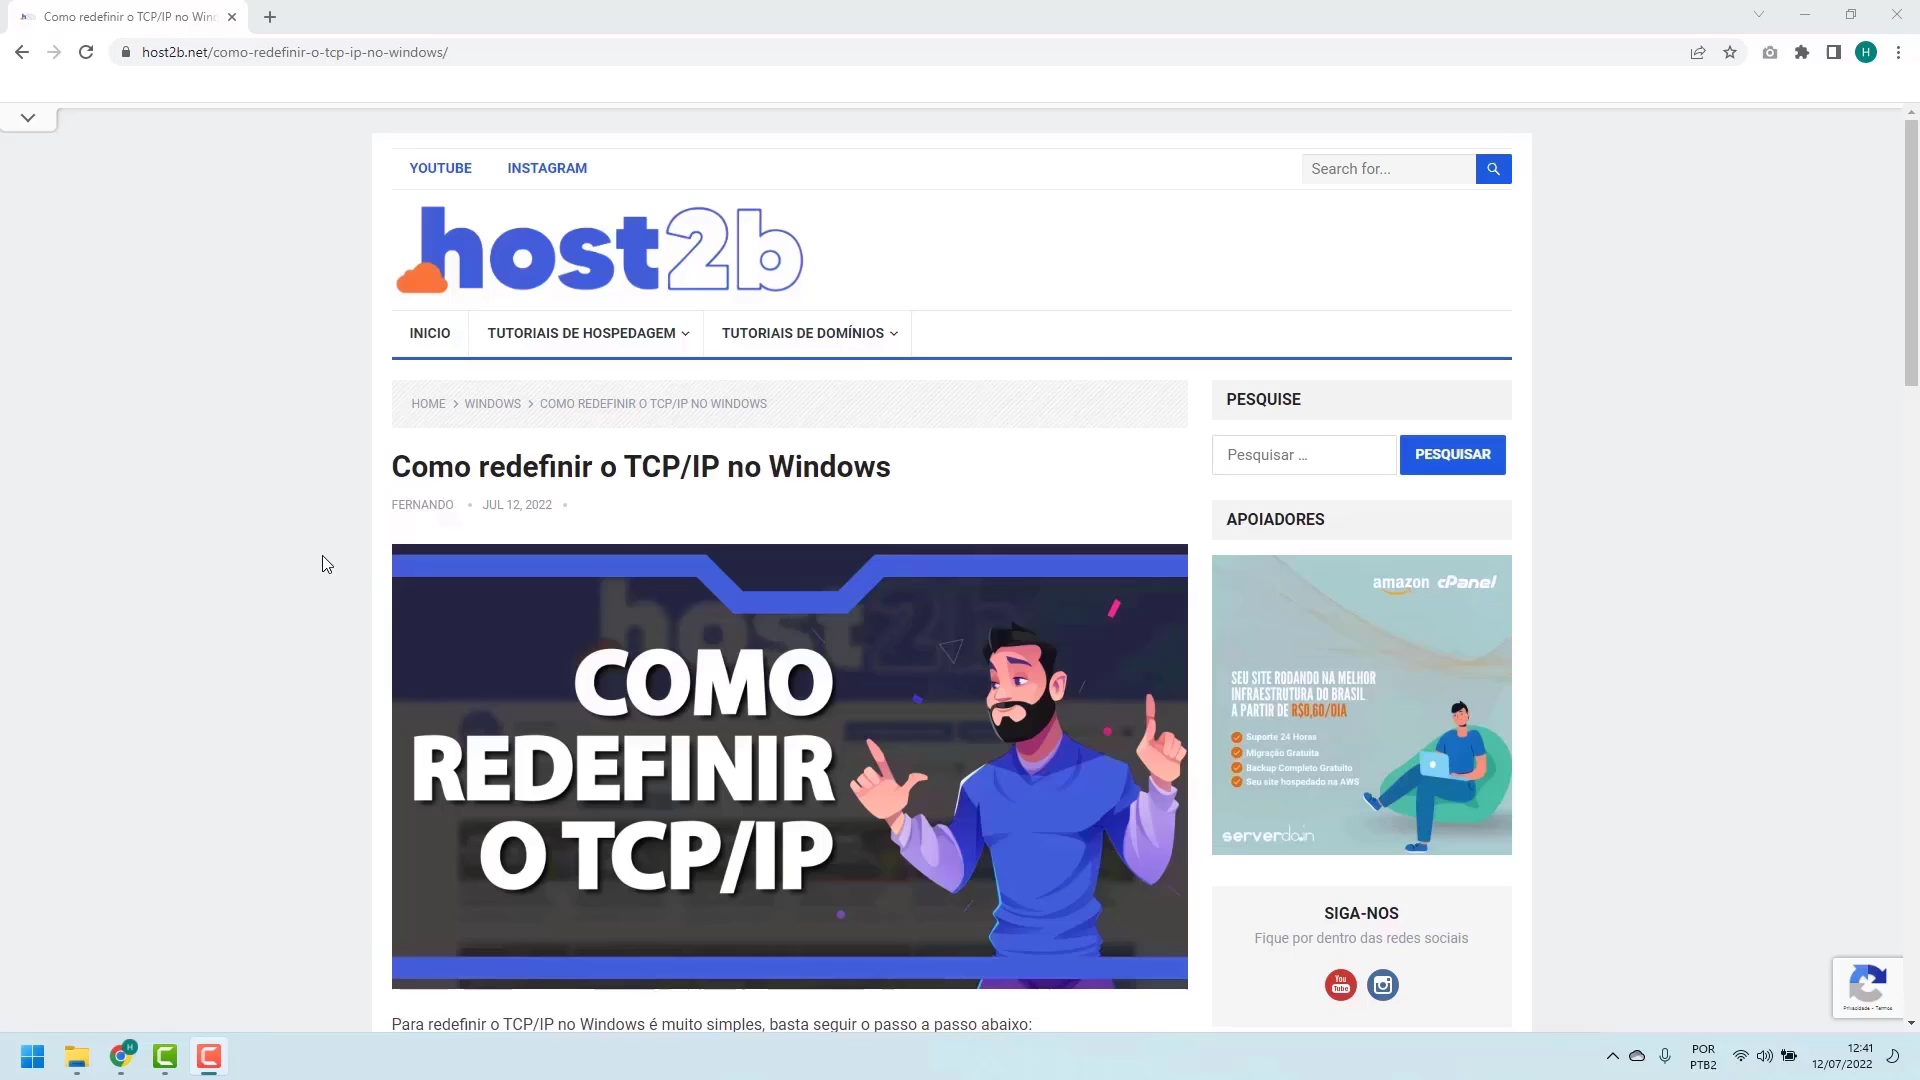 Como redefinir o TCP/IP no Wind
host2b.net/como-redefinir-o-tcp-ip-no-windows/
H
YOUTUBE INSTAGRAM
Search for...
host2b
INICIO TUTORIAIS DE HOSPEDAGEM TUTORIAIS DE DOMÍNIOS
HOME > WINDOWS > COMO REDEFINIR O TCP/IP NO WINDOWS
Como redefinir o TCP/IP no Windows
FERNANDO • JUL 12, 2022 •
COMO
REDEFINIR
O TCP/IP
Para redefinir o TCP/IP no Windows é muito simples, basta seguir o passo a passo abaixo:
PESQUISE
Pesquisar ...
PESQUISAR
APOIADORES
amazon cPanel
SEU SITE RODANDO NA MELHOR
INFRAESTRUTURA DO BRASIL
A PARTIR DE R$0,60/DIA
Suporte 24 Horas
Migração Gratuita
Backup Completo Gratuito
Seu site hospedado na AWS
serverdo.in
SIGA-NOS
Fique por dentro das redes sociais
You
Tube
Privacidade - Termos
H
POR
PTB2
12:41
12/07/2022